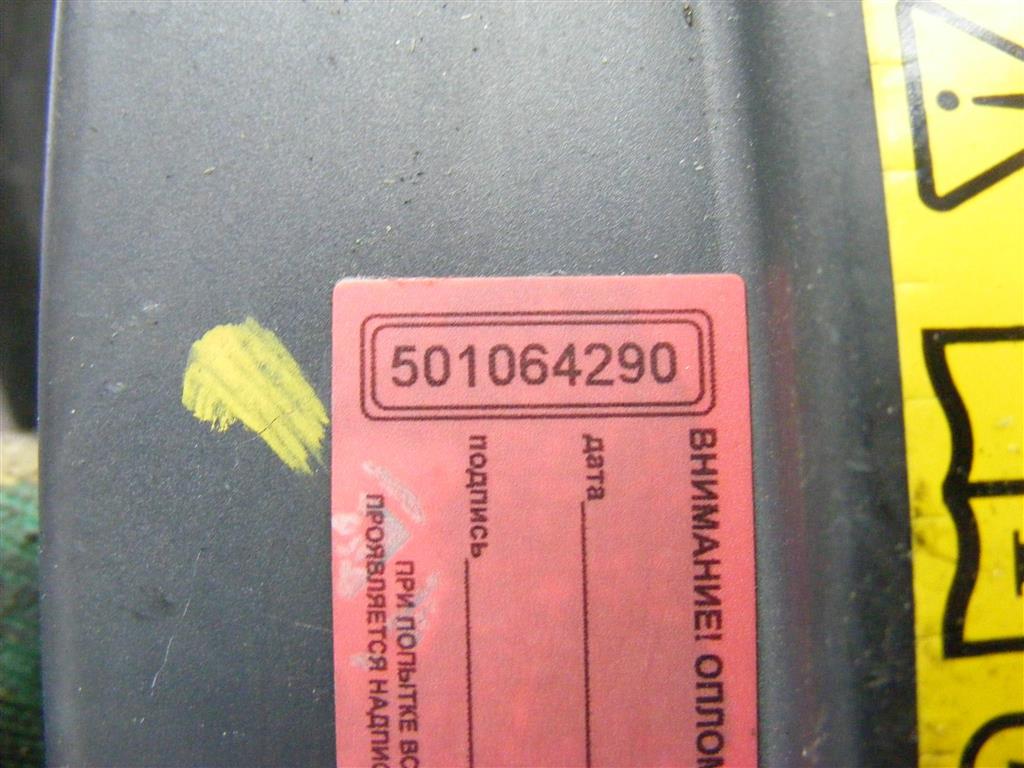 501064290
ВНИМАНИЕ! ОПЛОМ
дата
подпись
ПРИ ПОПЫТКЕ ВС
ПРОЯВЛЯЕТСЯ НАДПИС